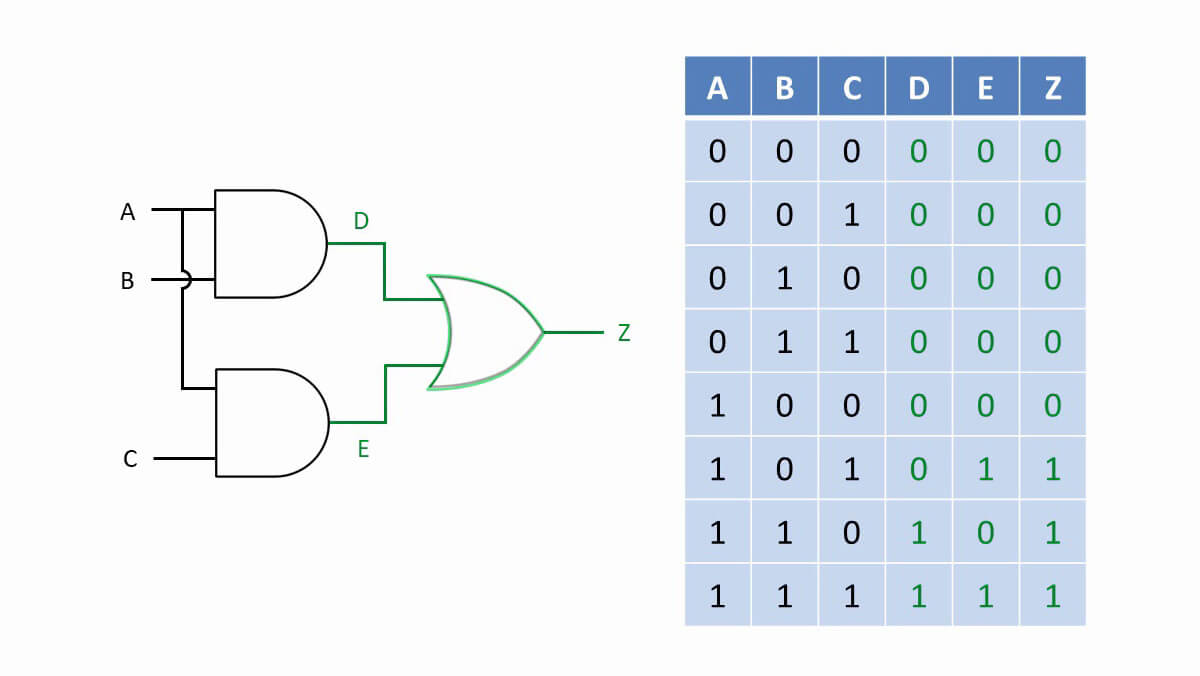 A
B
C
D
E
Z
A B C D E Z
0 0 0 0 0 0
0 0 1 0 0 0
0 1 0 0 0 0
0 1 1 0 0 0
1 0 0 0 0 0
1 0 1 0 1 1
1 1 0 1 0 1
1 1 1 1 1 1